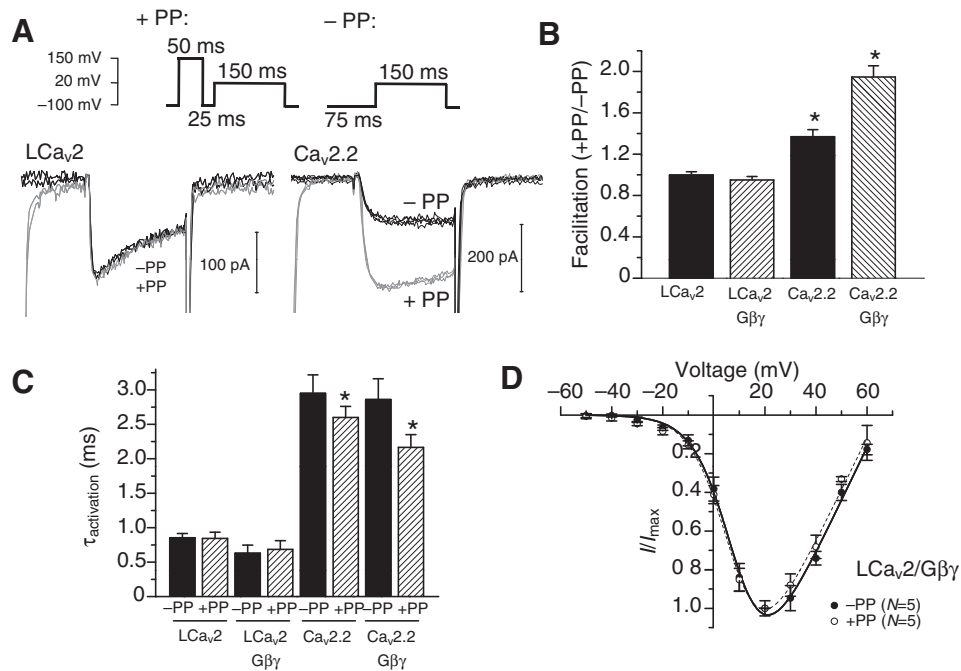 A
+ PP:
– PP:
50 ms
150 mV
20 mV
–100 mV
150 ms
25 ms
150 ms
75 ms
LCav2
–PP
+PP
100 pA
Cav2.2
– PP
+ PP
200 pA
B
Facilitation (+PP/–PP)
2.0
1.6
1.2
0.8
0.4
0
*
*
LCav2
LCav2
Gβγ
Cav2.2
Cav2.2
Gβγ
C
τactivation (ms)
3.0
2.5
2.0
1.5
1.0
0.5
0
*
*
–PP +PP –PP +PP –PP +PP –PP +PP
LCav2
LCav2
Gβγ
Cav2.2
Cav2.2
Gβγ
D
Voltage (mV)
–60 –40 –20 0 20 40 60
0.2
0.4
0.6
0.8
1.0
I/Imax
LCav2/Gβγ
–PP (N=5)
+PP (N=5)